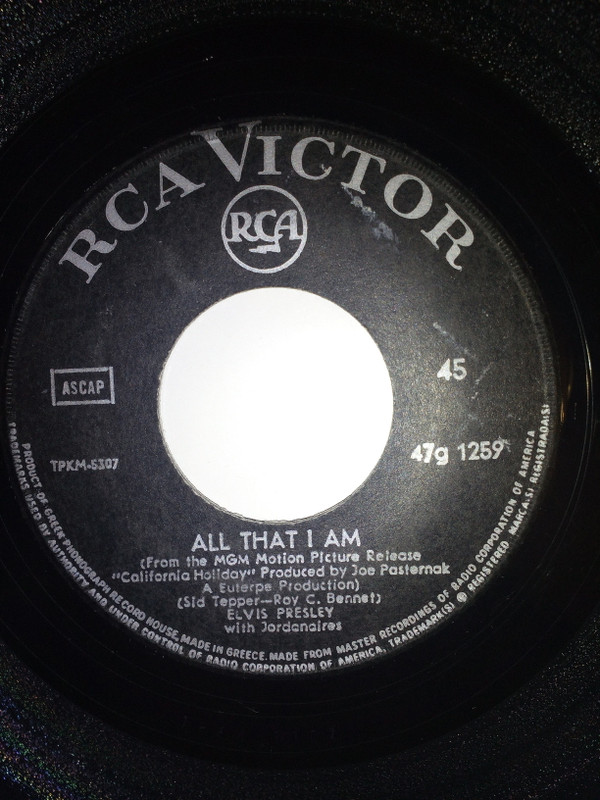 RCA VICTOR
RCA
ASCAP
45
TPKM-5307
47g 1259
ALL THAT I AM
(From the MGM Motion Picture Release
"California Holiday" Produced by Joe Pasternak
A Euterpe Production)
(Sid Tepper—Roy C. Bennet)
ELVIS PRESLEY
with Jordanaires
PRODUCT OF GREEK PHONOGRAPH RECORD HOUSE. MADE IN GREECE. MADE FROM MASTER RECORDINGS OF RADIO CORPORATION OF AMERICA
TRADEMARKS USED BY AUTHORITY AND UNDER CONTROL OF RADIO CORPORATION OF AMERICA, TRADEMARK(S) ® REGISTERED MARCA(S) REGISTRADA(S)